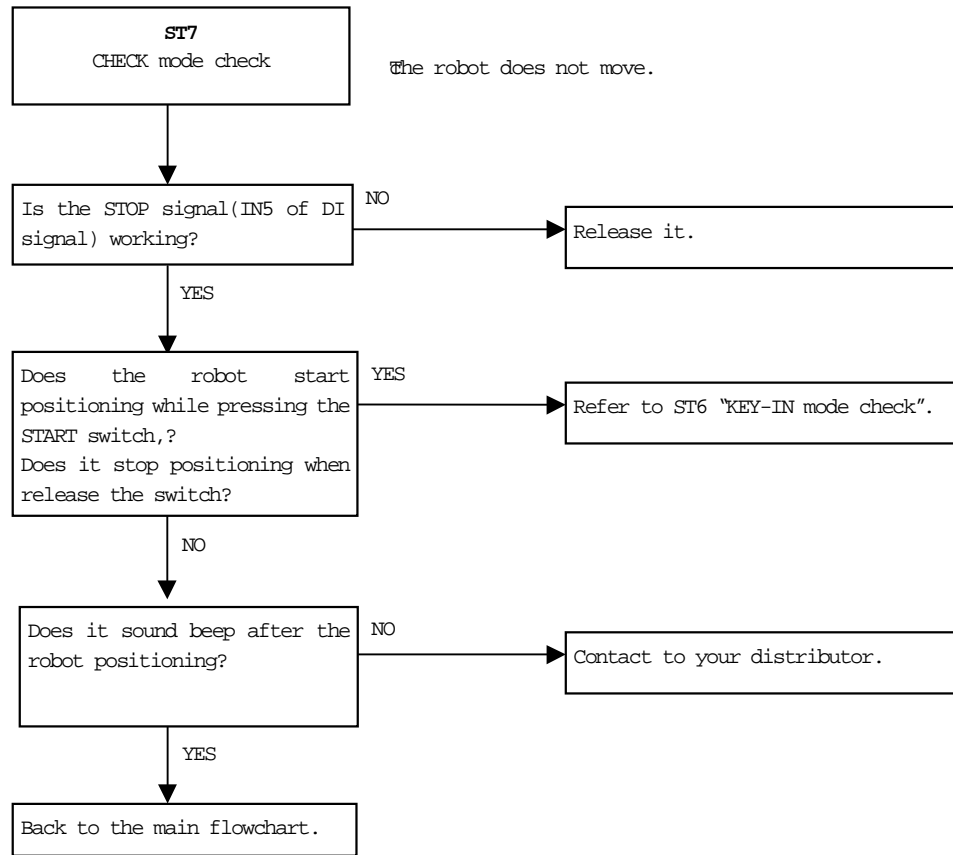 ST7
CHECK mode check
The robot does not move.
Is the STOP signal(IN5 of DI
signal) working?
NO
Release it.
YES
Does the robot start
positioning while pressing the
START switch,?
Does it stop positioning when
release the switch?
YES
Refer to ST6 “KEY-IN mode check”.
NO
Does it sound beep after the
robot positioning?
NO
Contact to your distributor.
YES
Back to the main flowchart.